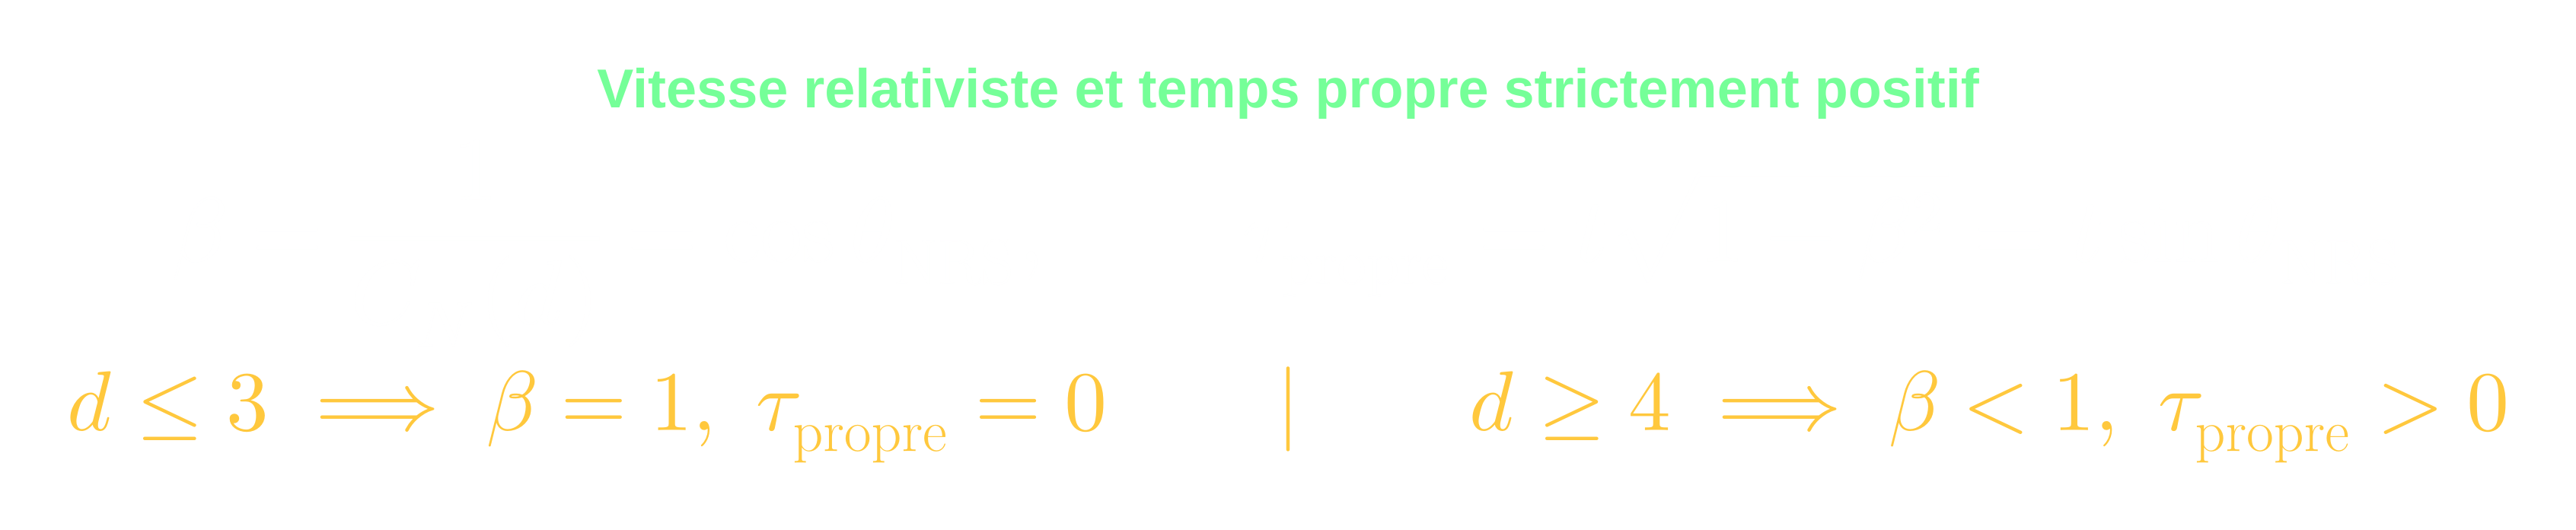 Vitesse relativiste et temps propre strictement positif
d ≤ 3 ⟹ β = 1, τ_propre = 0 | d ≥ 4 ⟹ β < 1, τ_propre > 0